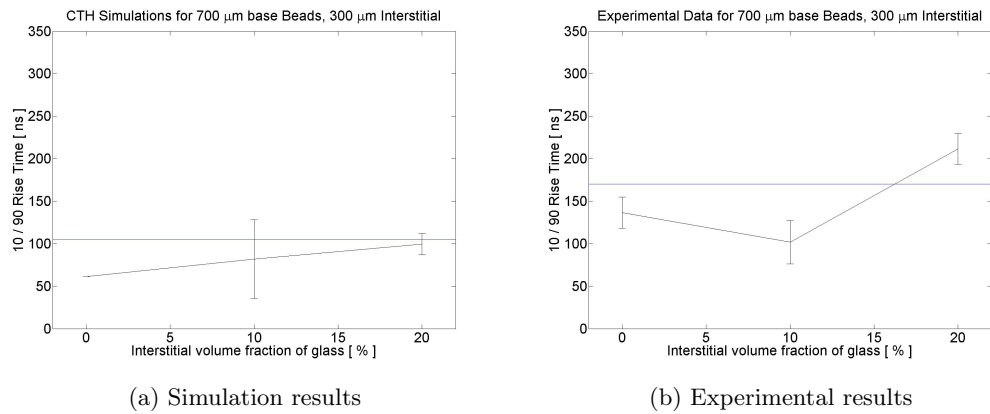 CTH Simulations for 700 μm base Beads, 300 μm Interstitial
350
300
250
200
150
100
50
0
10 / 90 Rise Time [ ns ]
0 5 10 15 20
Interstitial volume fraction of glass [ % ]
(a) Simulation results
Experimental Data for 700 μm base Beads, 300 μm Interstitial
350
300
250
200
150
100
50
0
10 / 90 Rise Time [ ns ]
0 5 10 15 20
Interstitial volume fraction of glass [ % ]
(b) Experimental results